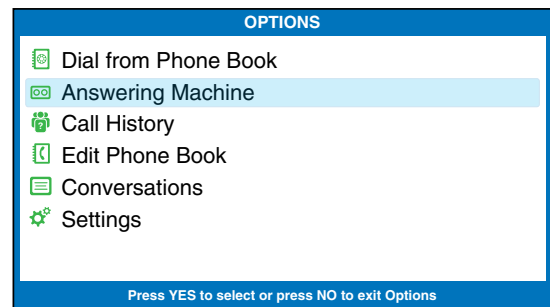 OPTIONS
Dial from Phone Book
Answering Machine
Call History
Edit Phone Book
Conversations
Settings
Press YES to select or press NO to exit Options